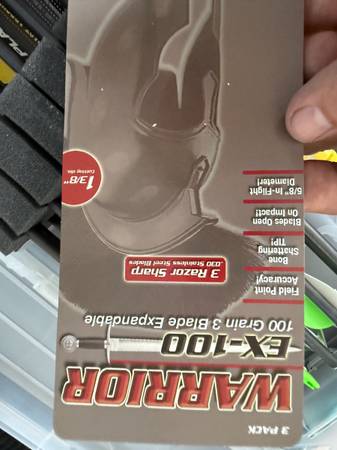 3 PACK
WARRIOR
EX-100
100 Grain 3 Blade Expandable
Field Point
Accuracy!
Bone
Shattering
TIP!
Blades Open
On Impact!
5/8" In-Flight
Diameter!
3 Razor Sharp
.030 Stainless Steel Blades
1 3/8"
Cutting dia.